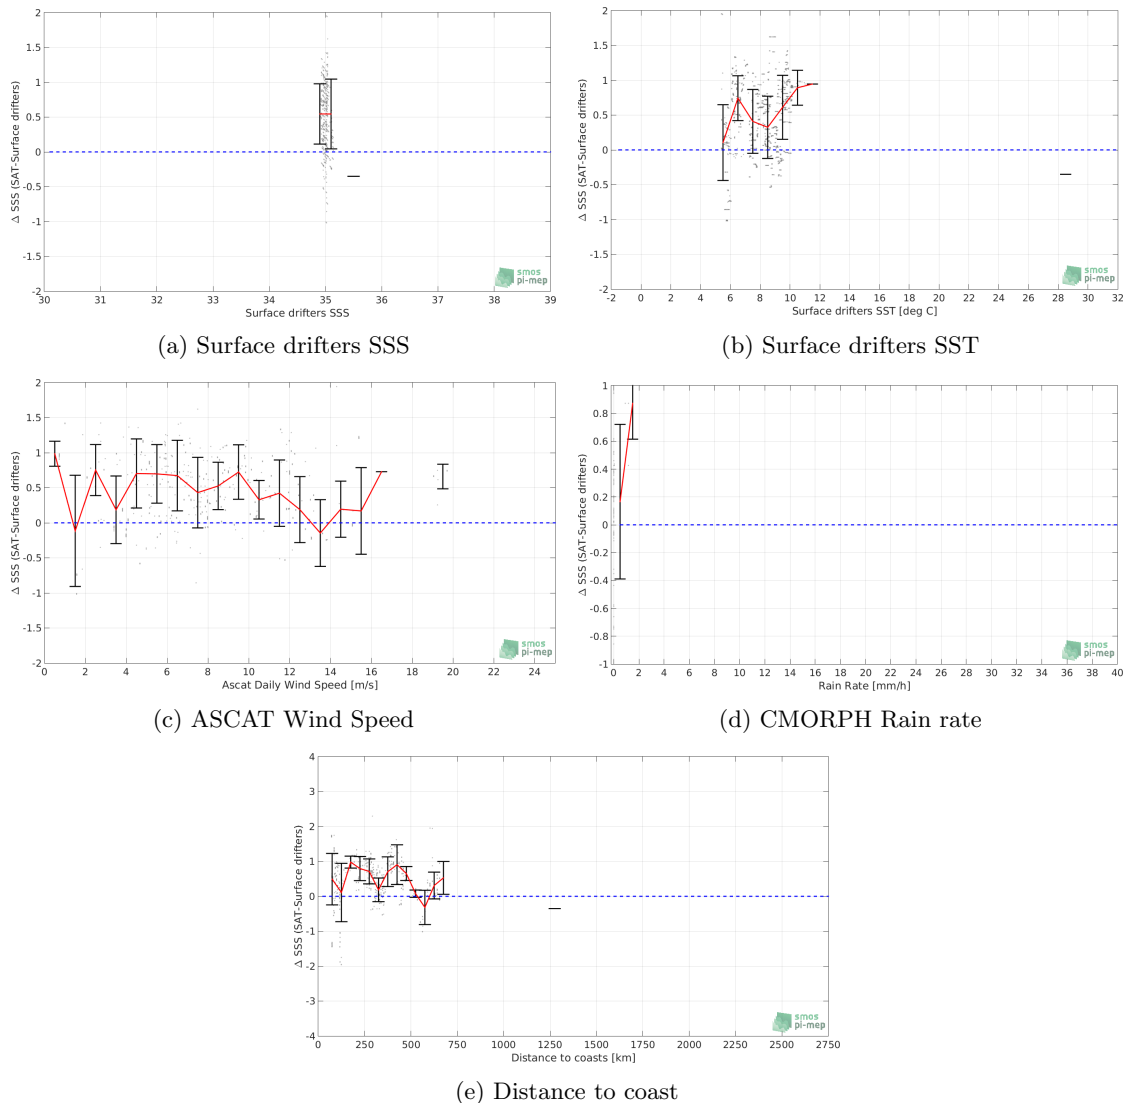 2
1.5
1
0.5
0
-0.5
-1
-1.5
-2
Δ SSS (SAT-Surface drifters)
30 31 32 33 34 35 36 37 38 39
Surface drifters SSS
smos
pi-mep
(a) Surface drifters SSS
2
1.5
1
0.5
0
-0.5
-1
-1.5
-2
Δ SSS (SAT-Surface drifters)
-2 0 2 4 6 8 10 12 14 16 18 20 22 24 26 28 30 32
Surface drifters SST [deg C]
smos
pi-mep
(b) Surface drifters SST
2
1.5
1
0.5
0
-0.5
-1
-1.5
-2
Δ SSS (SAT-Surface drifters)
0 2 4 6 8 10 12 14 16 18 20 22 24
Ascat Daily Wind Speed [m/s]
smos
pi-mep
(c) ASCAT Wind Speed
1
0.8
0.6
0.4
0.2
0
-0.2
-0.4
-0.6
-0.8
-1
Δ SSS (SAT-Surface drifters)
0 2 4 6 8 10 12 14 16 18 20 22 24 26 28 30 32 34 36 38 40
Rain Rate [mm/h]
smos
pi-mep
(d) CMORPH Rain rate
4
3
2
1
0
-1
-2
-3
-4
Δ SSS (SAT-Surface drifters)
0 250 500 750 1000 1250 1500 1750 2000 2250 2500 2750
Distance to coasts [km]
smos
pi-mep
(e) Distance to coast